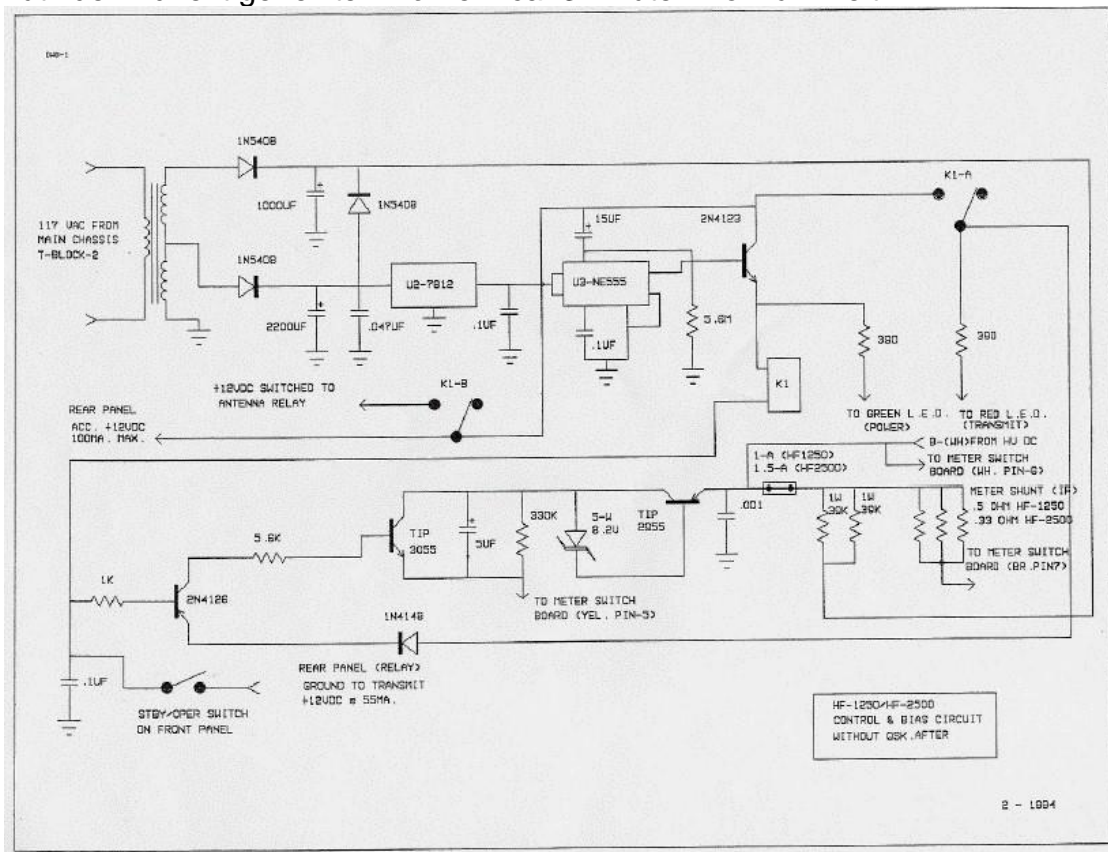 DWB-1
1N5408
K1-A
1000UF
1N5408
2N4123
15UF
117 VAC FROM
MAIN CHASSIS
T-BLOCK-2
1N5408
U2-7812
U3-NE555
5.6M
2200UF
.047UF
.1UF
.1UF
390
390
K1
+12VDC SWITCHED TO
ANTENNA RELAY
K1-B
REAR PANEL
ACC. +12VDC
100MA. MAX.
TO GREEN L.E.D.
(POWER)
TO RED L.E.D.
(TRANSMIT)
B-(WH)FROM HV DC
TO METER SWITCH
BOARD (WH. PIN-6)
1-A (HF1250)
1.5-A (HF2500)
METER SHUNT (IP)
.5 OHM HF-1250
.33 OHM HF-2500
1W
39K
1W
39K
TIP
2955
.001
5-W
8.2V
330K
5UF
TIP
3055
5.6K
TO METER SWITCH
BOARD (BR.PIN7)
1K
2N4126
TO METER SWITCH
BOARD (YEL. PIN-5)
1N4148
REAR PANEL (RELAY)
GROUND TO TRANSMIT
+12VDC @ 55MA.
.1UF
STBY/OPER SWITCH
ON FRONT PANEL
HF-1250/HF-2500
CONTROL & BIAS CIRCUIT
WITHOUT QSK.AFTER
2 - 1994